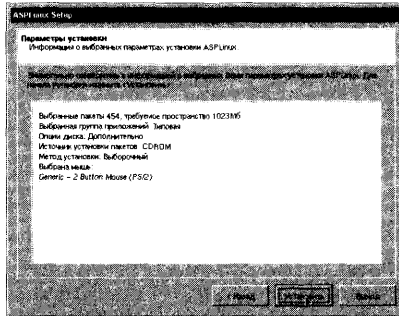 ASPLinux Setup
Параметры установки
Информация о выбранных параметрах установки ASPLinux
Выбранные пакеты 454, требуемое пространство 1023Мб
Выбранная группа приложений Типовая
Опции диска: Дополнительно
Источник установки пакетов CDROM
Метод установки: Выборочный
Выбрана мышь
Generic - 2 Button Mouse (PS/2)
< Назад
Установить
Выход